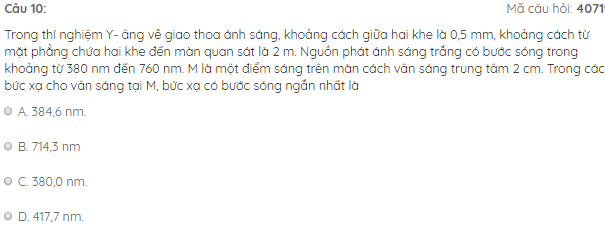 Câu 10: Mã câu hỏi: 4071
Trong thí nghiệm Y- âng về giao thoa ánh sáng, khoảng cách giữa hai khe là 0,5 mm, khoảng cách từ
mặt phẳng chứa hai khe đến màn quan sát là 2 m. Nguồn phát ánh sáng trắng có bước sóng trong
khoảng từ 380 nm đến 760 nm. M là một điểm sáng trên màn cách vân sáng trung tâm 2 cm. Trong các
bức xạ cho vân sáng tại M, bức xạ có bước sóng ngắn nhất là
A. 384,6 nm.
B. 714,3 nm
C. 380,0 nm.
D. 417,7 nm.